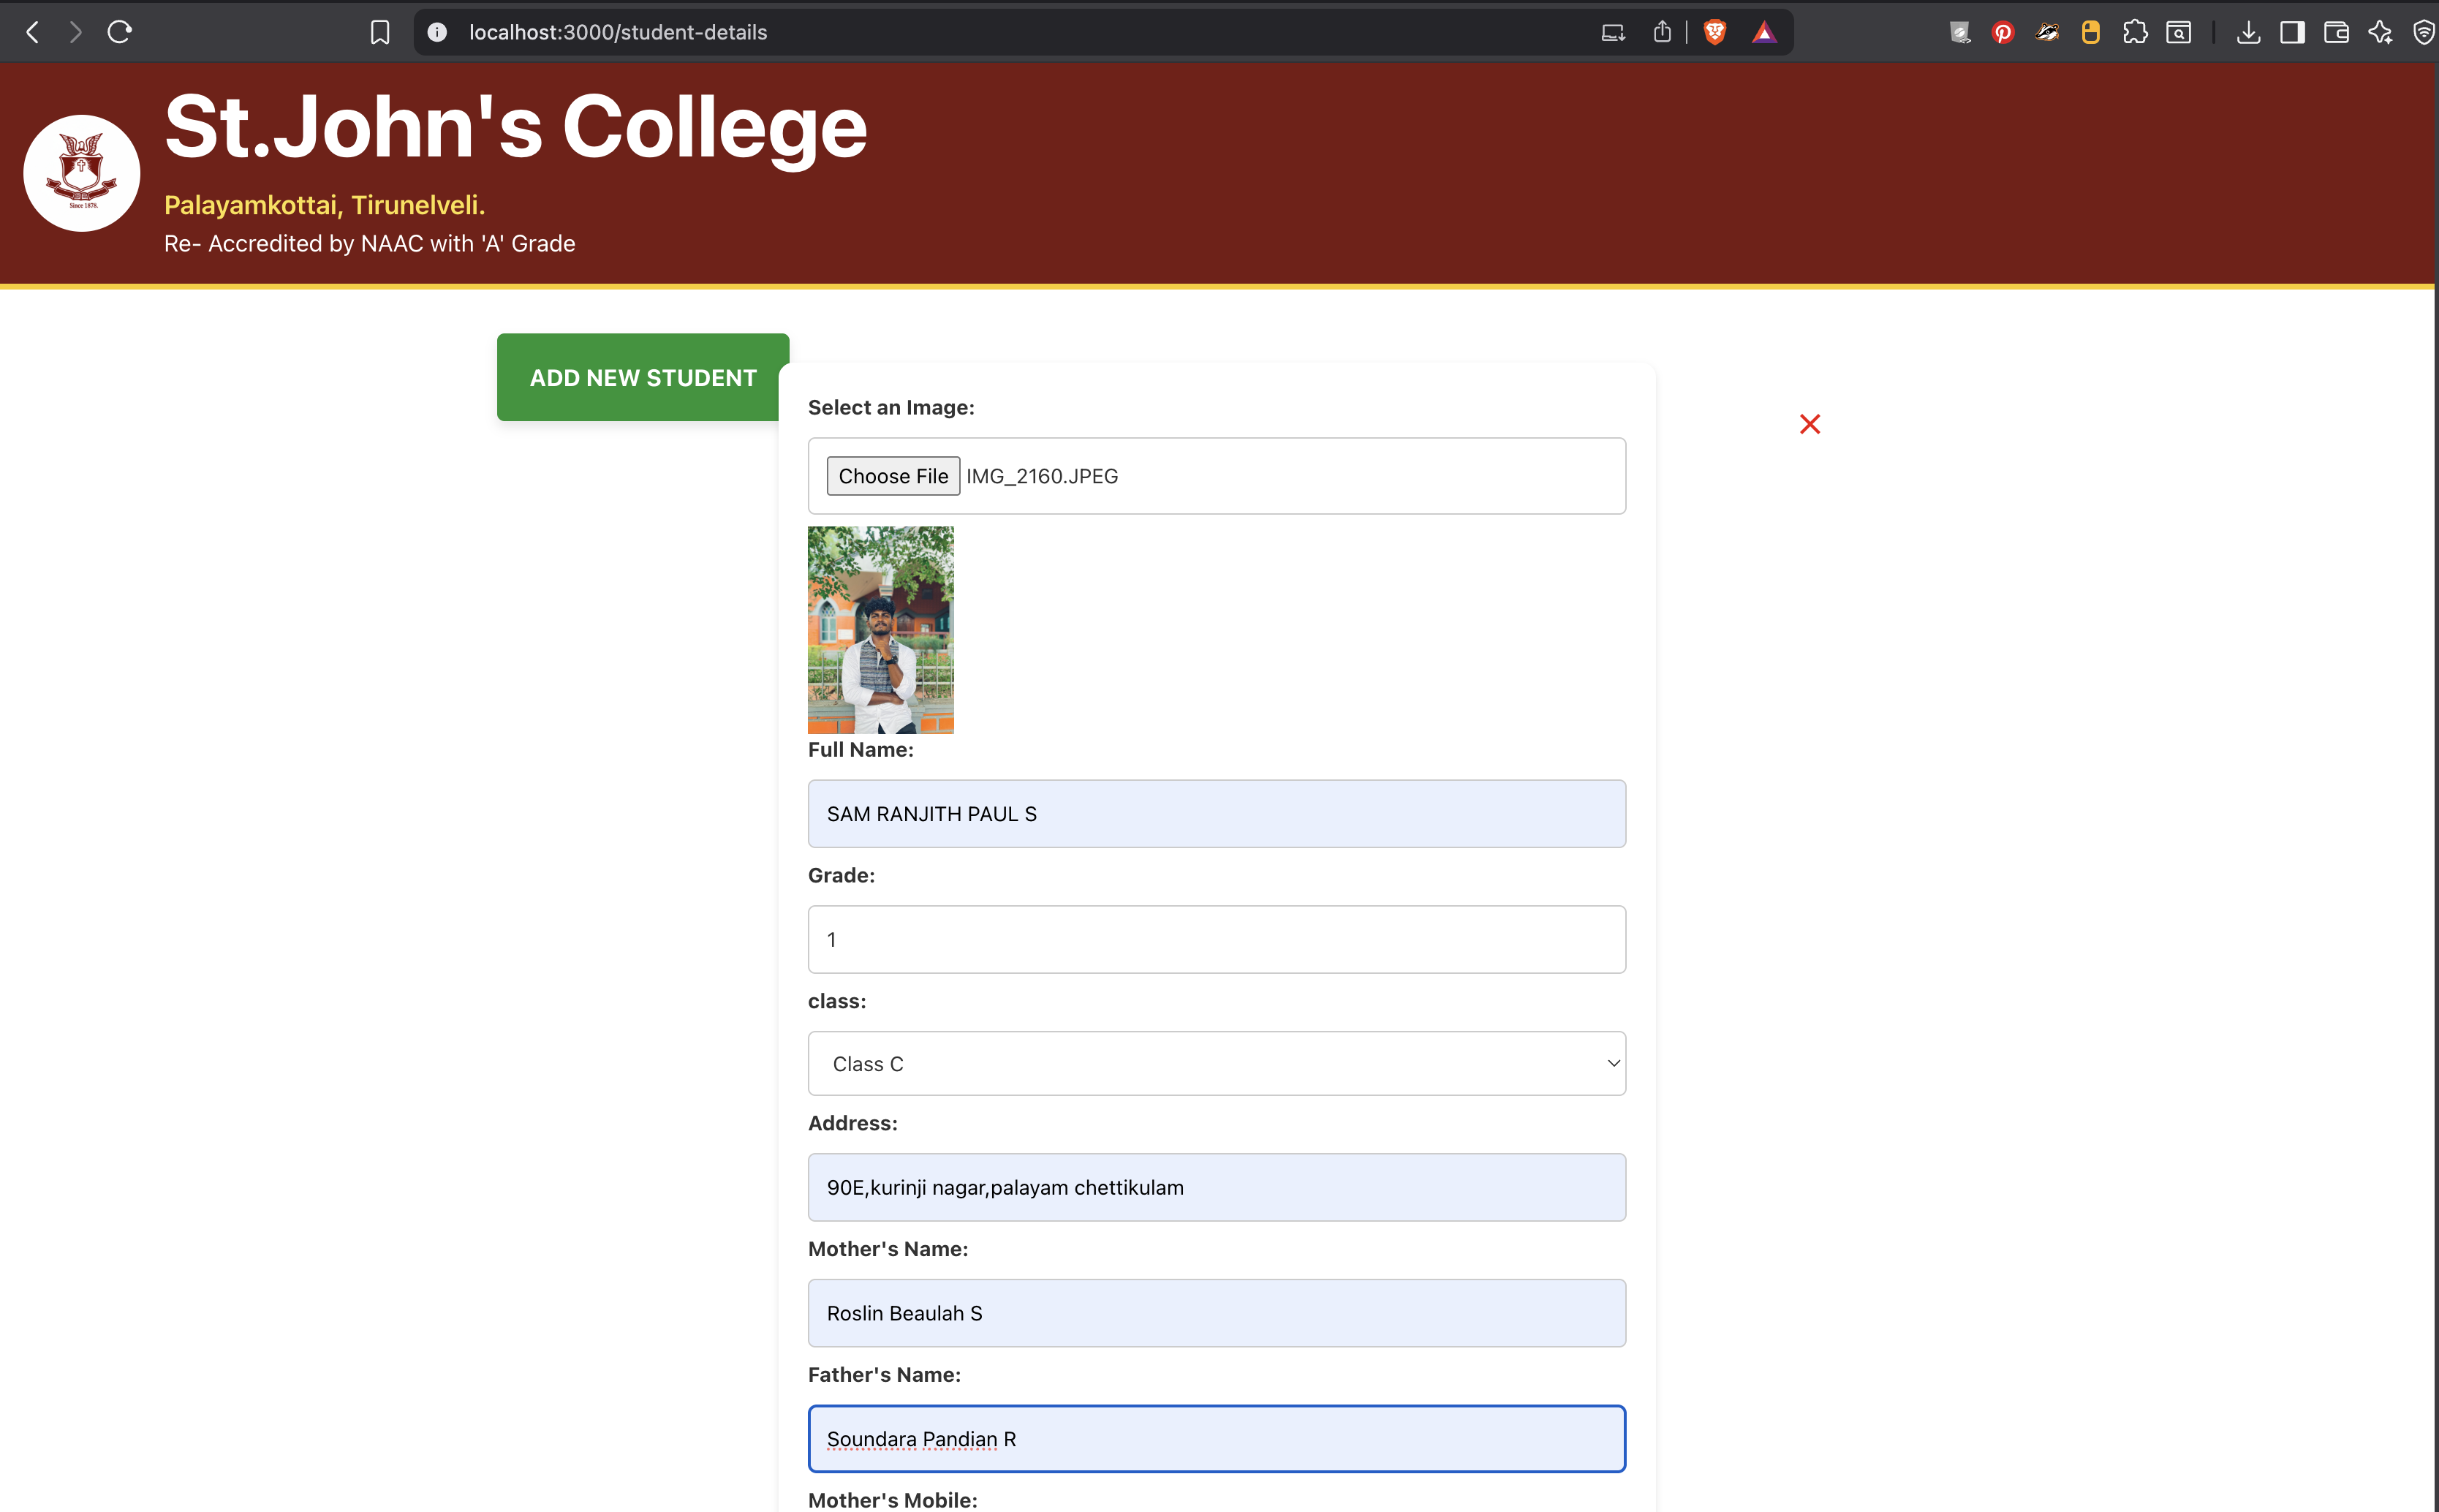 localhost:3000/student-details
St.John's College
Palayamkottai, Tirunelveli.
Re- Accredited by NAAC with 'A' Grade
Since 1878.
ADD NEW STUDENT
Select an Image:
Choose File IMG_2160.JPEG
Full Name:
SAM RANJITH PAUL S
Grade:
1
class:
Class C
Address:
90E,kurinji nagar,palayam chettikulam
Mother's Name:
Roslin Beaulah S
Father's Name:
Soundara Pandian R
Mother's Mobile: